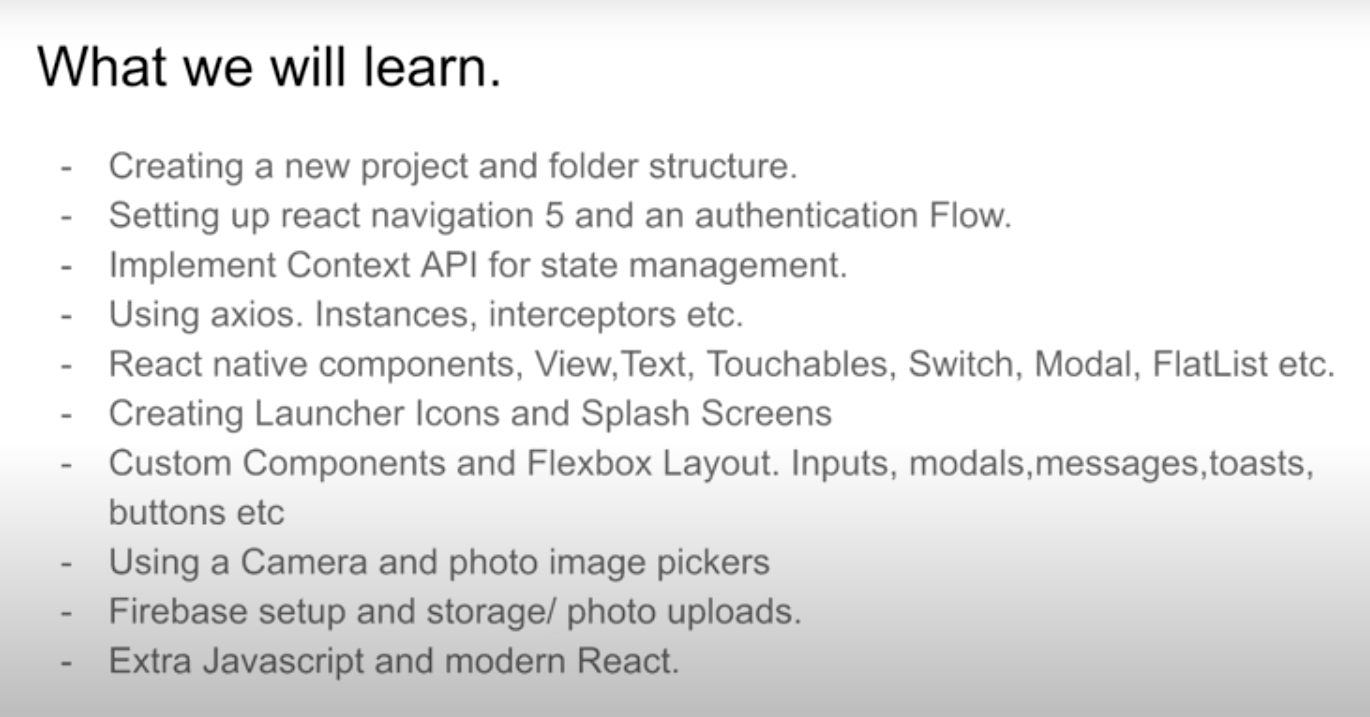 What we will learn.
- Creating a new project and folder structure.
- Setting up react navigation 5 and an authentication Flow.
- Implement Context API for state management.
- Using axios. Instances, interceptors etc.
- React native components, View,Text, Touchables, Switch, Modal, FlatList etc.
- Creating Launcher Icons and Splash Screens
- Custom Components and Flexbox Layout. Inputs, modals,messages,toasts,
buttons etc
- Using a Camera and photo image pickers
- Firebase setup and storage/ photo uploads.
- Extra Javascript and modern React.